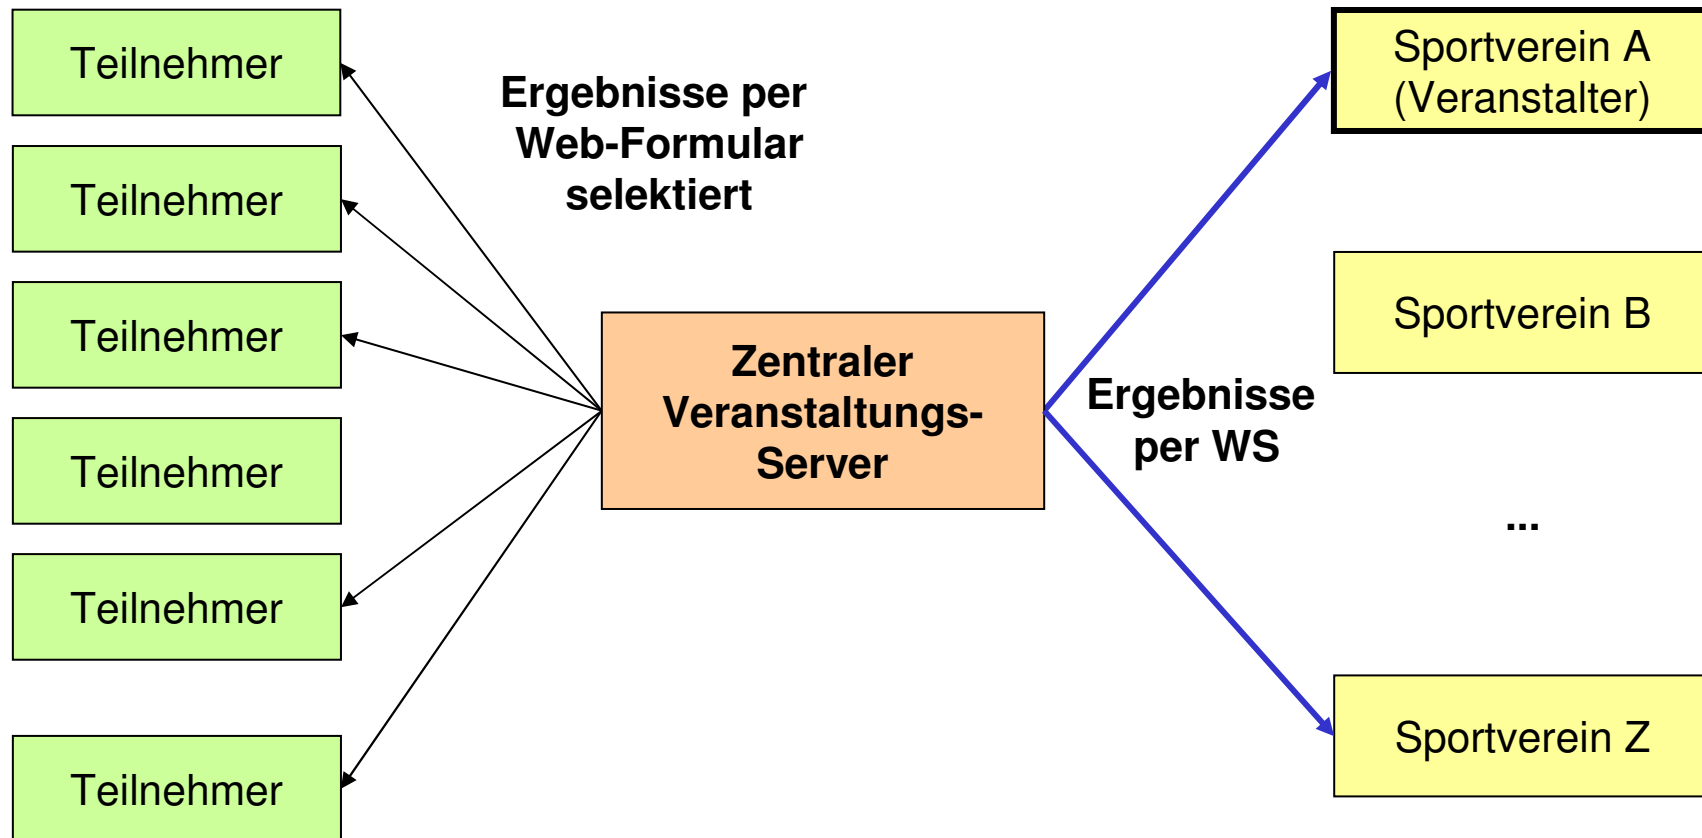 Teilnehmer
Teilnehmer
Teilnehmer
Teilnehmer
Teilnehmer
Teilnehmer
Ergebnisse per
Web-Formular
selektiert
Zentraler
Veranstaltungs-
Server
Ergebnisse
per WS
Sportverein A
(Veranstalter)
Sportverein B
...
Sportverein Z